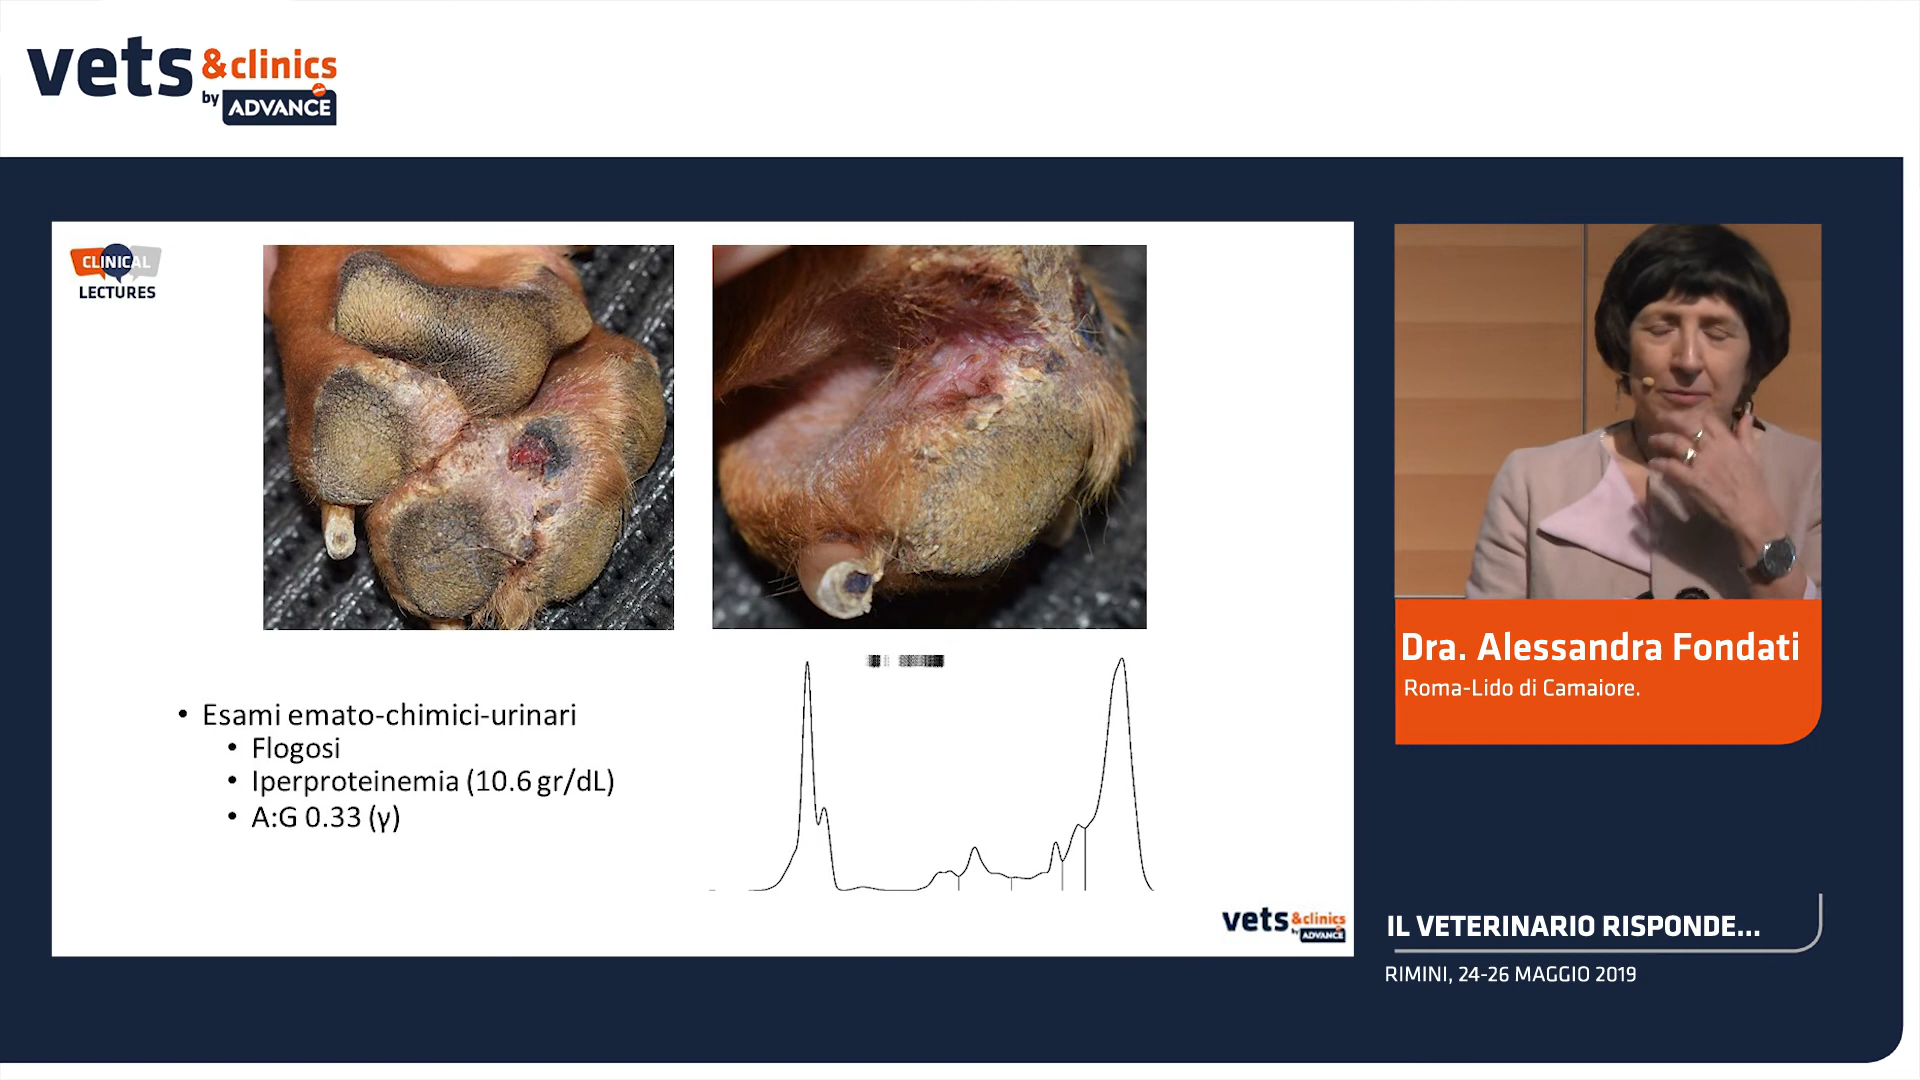 vets &clinics
by ADVANCE
CLINICAL
LECTURES
• Esami emato-chimici-urinari
• Flogosi
• Iperproteinemia (10.6 gr/dL)
• A:G 0.33 (γ)
vets &clinics
by ADVANCE
Dra. Alessandra Fondati
Roma-Lido di Camaiore.
IL VETERINARIO RISPONDE...
RIMINI, 24-26 MAGGIO 2019